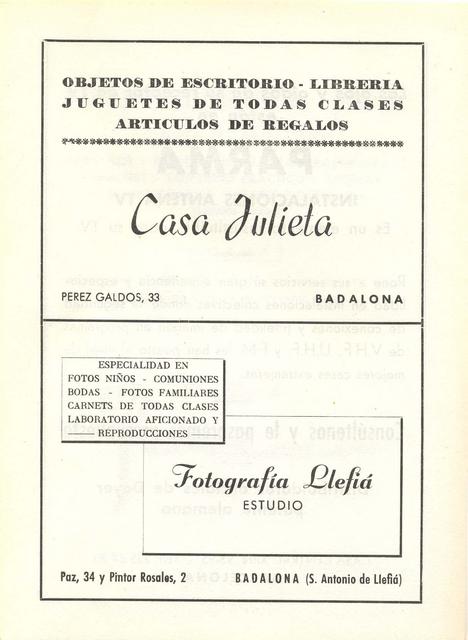 OBJETOS DE ESCRITORIO - LIBRERIA
JUGUETES DE TODAS CLASES
ARTICULOS DE REGALOS
Casa Julieta
PEREZ GALDOS, 33 BADALONA
ESPECIALIDAD EN
FOTOS NIÑOS - COMUNIONES
BODAS - FOTOS FAMILIARES
CARNETS DE TODAS CLASES
LABORATORIO AFICIONADO Y
REPRODUCCIONES
Fotografía Llefiá
ESTUDIO
Paz, 34 y Pintor Rosales, 2 BADALONA (S. Antonio de Llefiá)